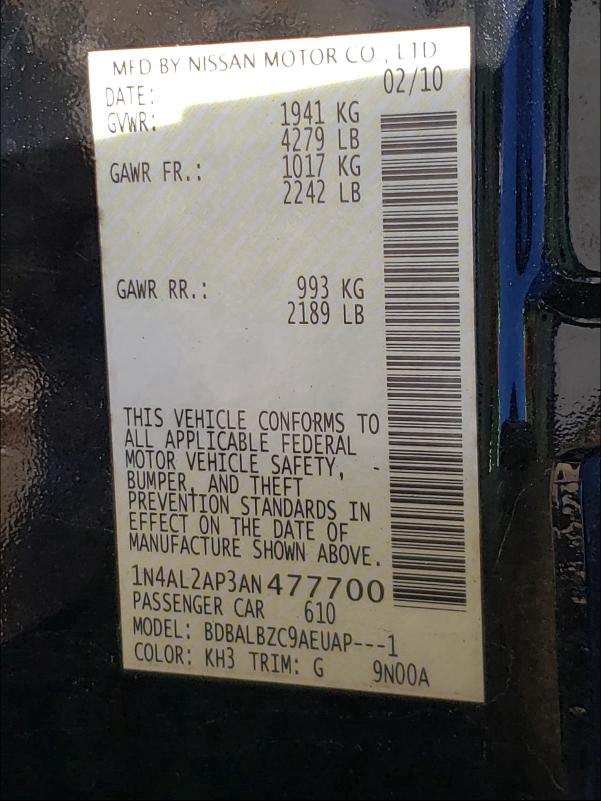 MFD BY NISSAN MOTOR CO., LTD
DATE: 02/10
GVWR: 1941 KG
4279 LB
GAWR FR.: 1017 KG
2242 LB
GAWR RR.: 993 KG
2189 LB
THIS VEHICLE CONFORMS TO
ALL APPLICABLE FEDERAL
MOTOR VEHICLE SAFETY,
BUMPER, AND THEFT
PREVENTION STANDARDS IN
EFFECT ON THE DATE OF
MANUFACTURE SHOWN ABOVE.
1N4AL2AP3AN477700
PASSENGER CAR 610
MODEL: BDBALBZC9AEUAP---1
COLOR: KH3 TRIM: G 9N00A